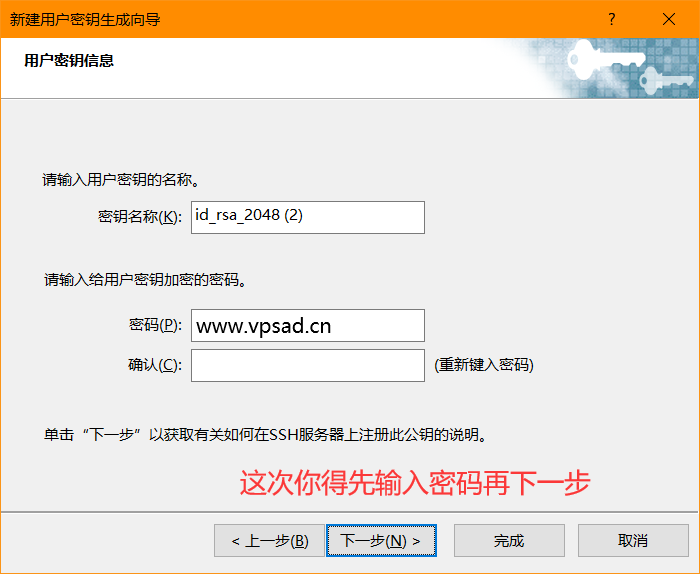 新建用户密钥生成向导
用户密钥信息
请输入用户密钥的名称。
密钥名称(K): id_rsa_2048 (2)
请输入给用户密钥加密的密码。
密码(P): www.vpsad.cn
确认(C): (重新键入密码)
单击“下一步”以获取有关如何在SSH服务器上注册此公钥的说明。
这次你得先输入密码再下一步
< 上一步(B) 下一步(N) > 完成 取消